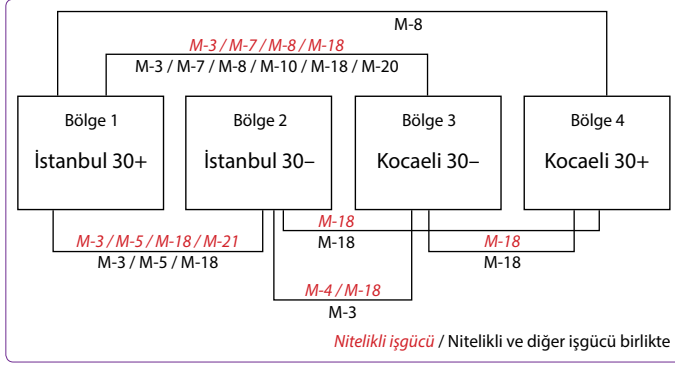 M-8
M-3 / M-7 / M-8 / M-18
M-3 / M-7 / M-8 / M-10 / M-18 / M-20
Bölge 1
İstanbul 30+
Bölge 2
İstanbul 30–
Bölge 3
Kocaeli 30–
Bölge 4
Kocaeli 30+
M-3 / M-5 / M-18 / M-21
M-3 / M-5 / M-18
M-18
M-18
M-18
M-18
M-4 / M-18
M-3
Nitelikli işgücü / Nitelikli ve diğer işgücü birlikte